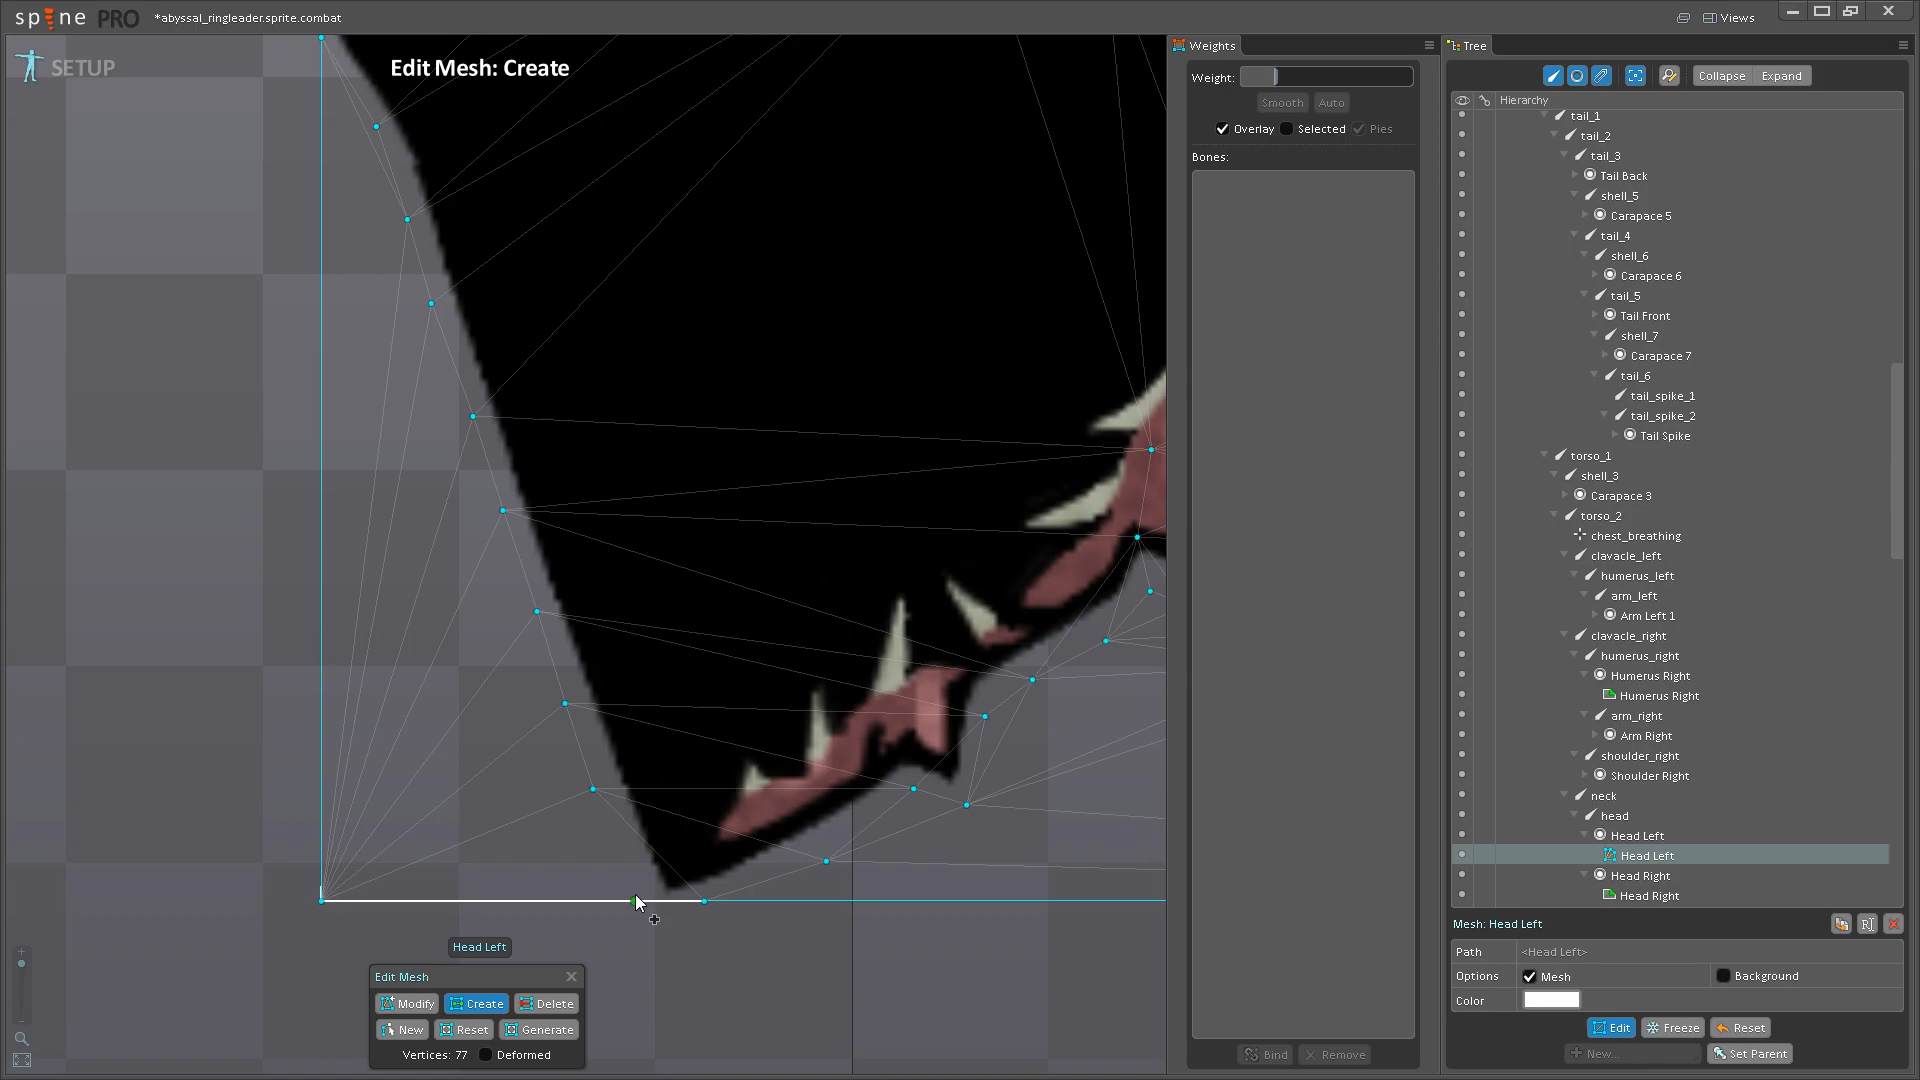 spine PRO *abyssal_ringleader.sprite.combat Views
SETUP
Edit Mesh: Create
Head Left
Edit Mesh
Modify Create Delete
New Reset Generate
Vertices: 77 Deformed
Weights
Weight:
Smooth Auto
Overlay Selected Pies
Bones:
Bind Remove
Tree
Collapse Expand
Hierarchy
tail_1
tail_2
tail_3
Tail Back
shell_5
Carapace 5
tail_4
shell_6
Carapace 6
tail_5
Tail Front
shell_7
Carapace 7
tail_6
tail_spike_1
tail_spike_2
Tail Spike
torso_1
shell_3
Carapace 3
torso_2
chest_breathing
clavacle_left
humerus_left
arm_left
Arm Left 1
clavacle_right
humerus_right
Humerus Right
Humerus Right
arm_right
Arm Right
shoulder_right
Shoulder Right
neck
head
Head Left
Head Left
Head Right
Head Right
Mesh: Head Left
Path <Head Left>
Options Mesh Background
Color
Edit Freeze Reset
New... Set Parent